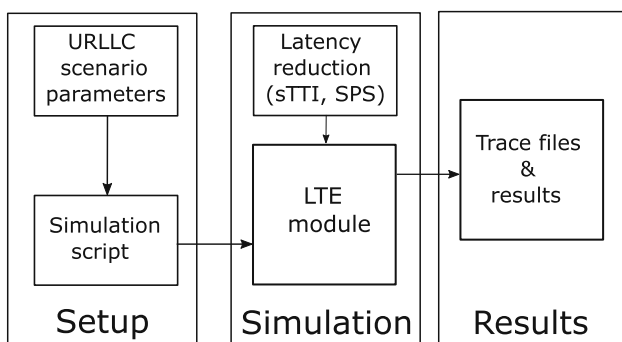 URLLC
scenario
parameters
Simulation
script
Setup
Latency
reduction
(sTTI, SPS)
LTE
module
Simulation
Trace files
&
results
Results